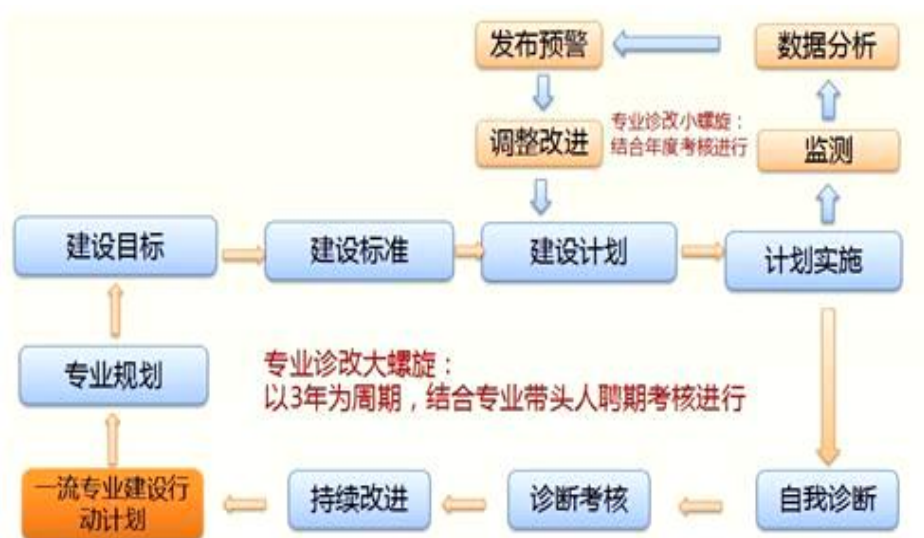 发布预警
数据分析
调整改进
专业诊改小螺旋：
结合年度考核进行
监测
建设目标
建设标准
建设计划
计划实施
专业规划
专业诊改大螺旋：
以3年为周期，结合专业带头人聘期考核进行
一流专业建设行
动计划
持续改进
诊断考核
自我诊断